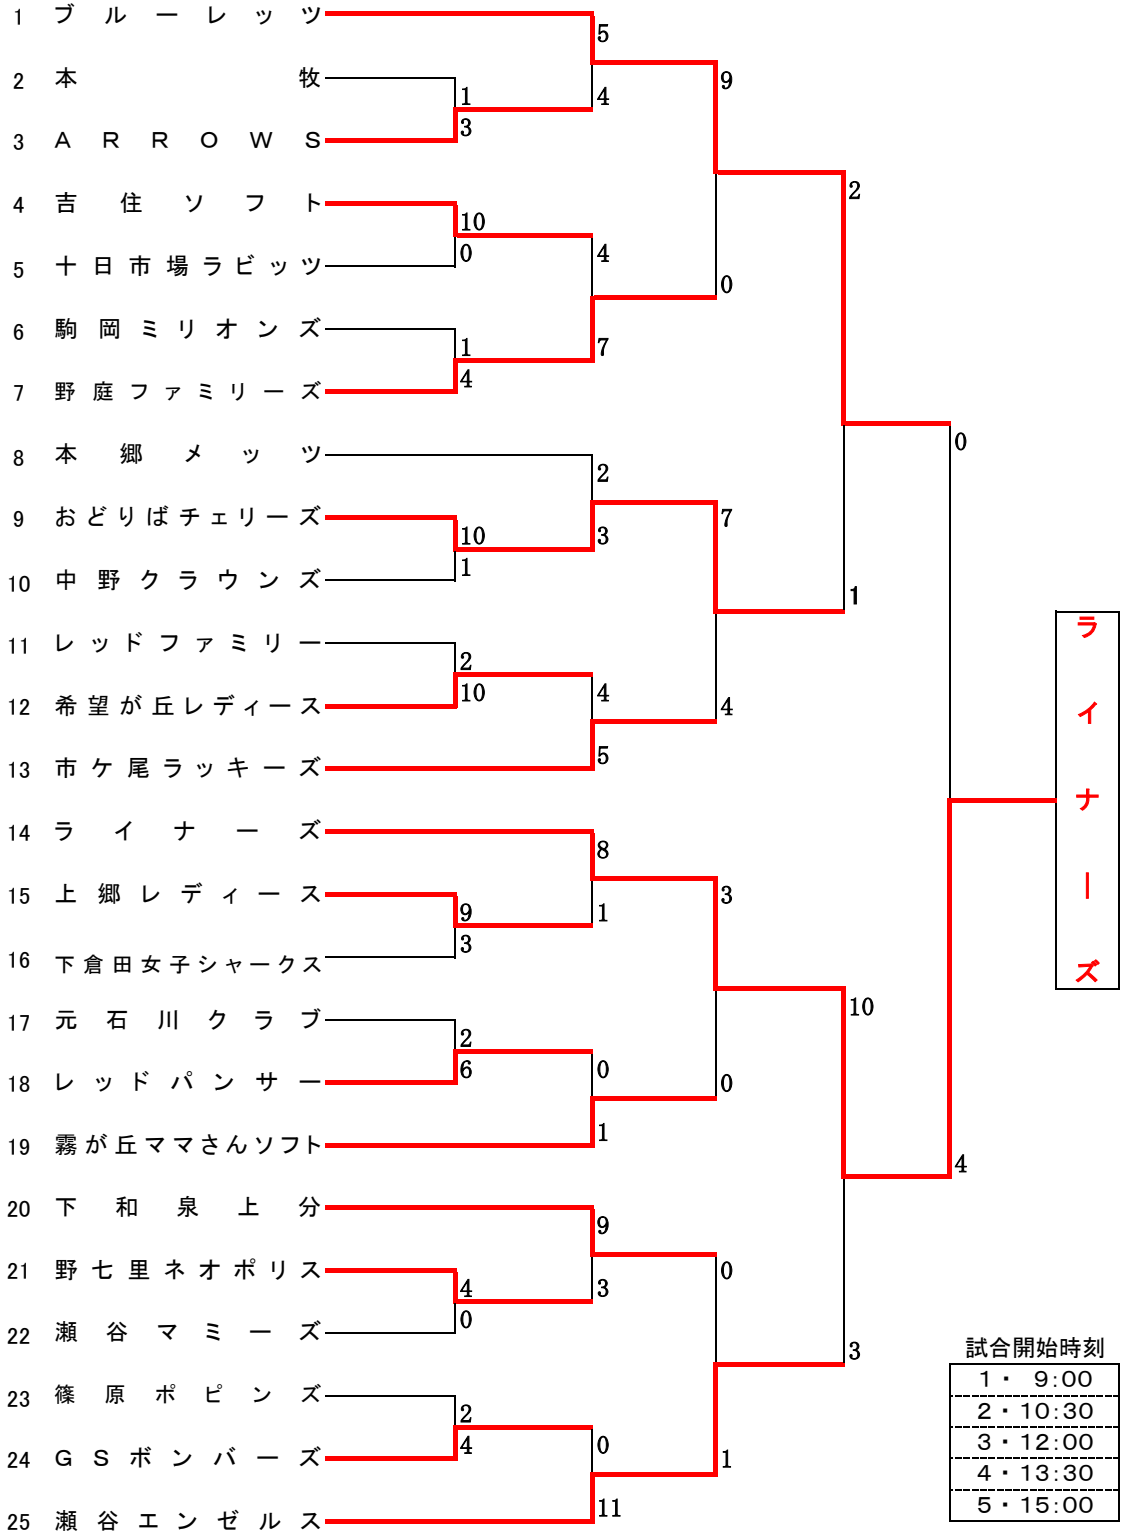 1 ブルーレッツ
5
2 本牧
9
1
4
3 ARROWS
3
2
4 吉住ソフト
10
4
0
5 十日市場ラビッツ
0
6 駒岡ミリオンズ
1
7
7 野庭ファミリーズ
4
0
8 本郷メッツ
2
9 おどりばチェリーズ
7
10
3
10 中野クラウンズ
1
1
11 レッドファミリー
2
12 希望が丘レディース
10
4
4
13 市ケ尾ラッキーズ
5
ライナーズ
14 ライナーズ
8
15 上郷レディース
3
9
1
16 下倉田女子シャークス
3
10
17 元石川クラブ
2
18 レッドパンサー
6
0
0
19 霧が丘ママさんソフト
1
4
20 下和泉上分
9
21 野七里ネオポリス
0
4
3
22 瀬谷マミーズ
0
3
23 篠原ポピンズ
2
24 GSボンバーズ
4
0
1
25 瀬谷エンゼルス
11
試合開始時刻
1・ 9:00
2・10:30
3・12:00
4・13:30
5・15:00